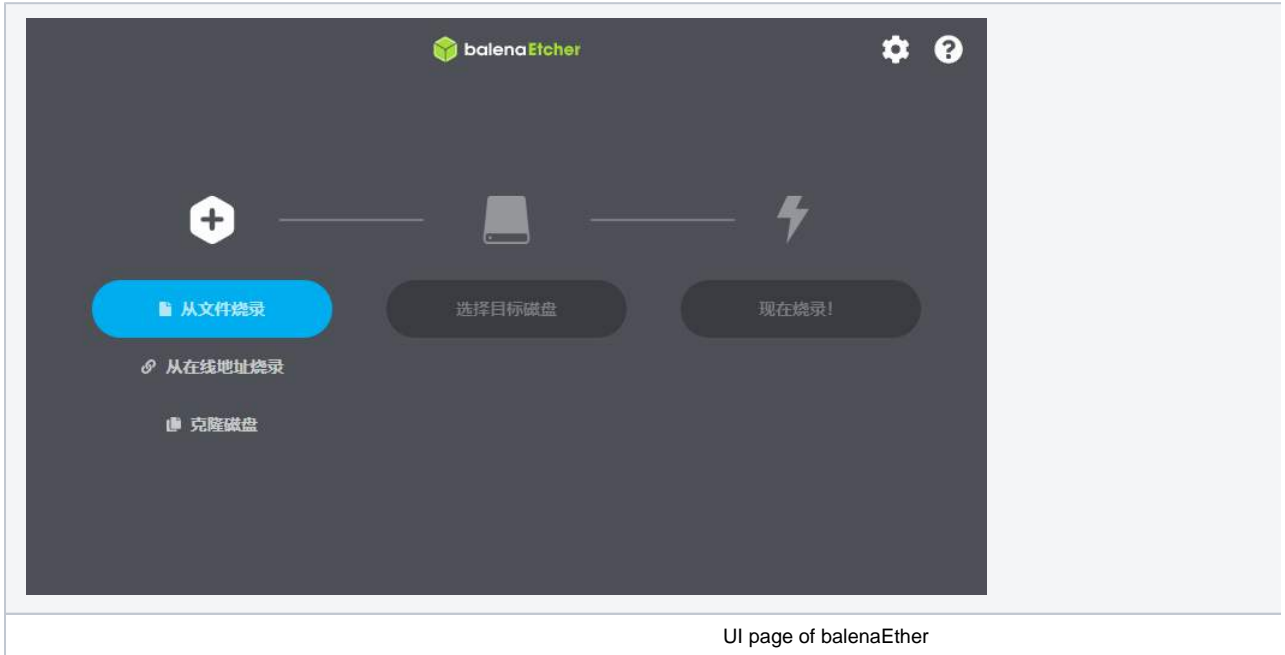 balenaEtcher
从文件烧录
选择目标磁盘
现在烧录!
从在线地址烧录
克隆磁盘
UI page of balenaEther